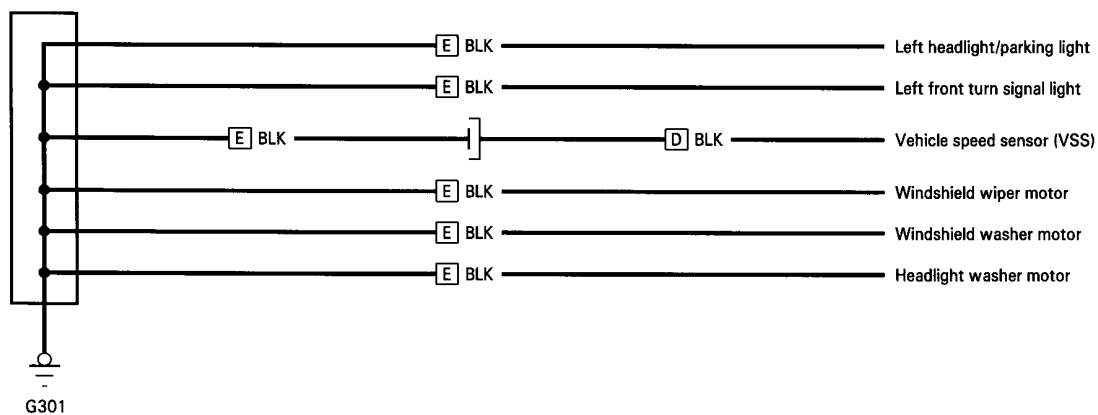 E BLK Left headlight/parking light
E BLK Left front turn signal light
E BLK D BLK Vehicle speed sensor (VSS)
E BLK Windshield wiper motor
E BLK Windshield washer motor
E BLK Headlight washer motor
G301